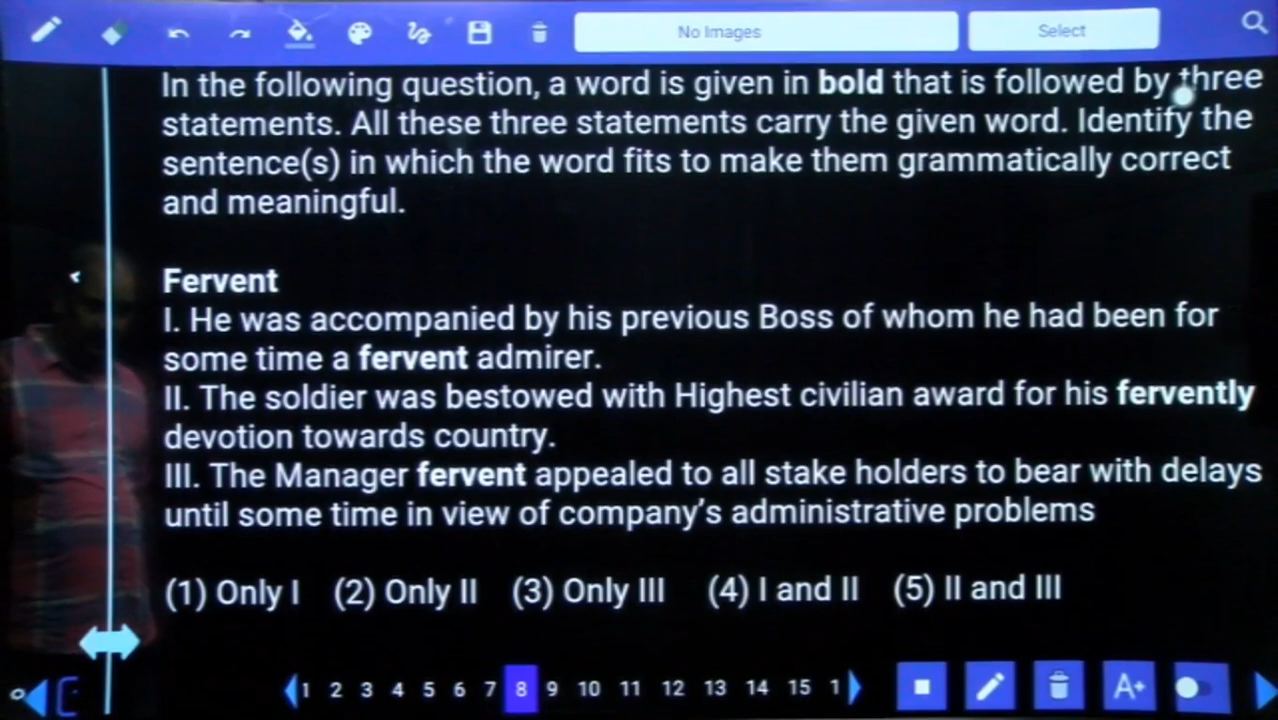 No Images
Select
In the following question, a word is given in bold that is followed by three
statements. All these three statements carry the given word. Identify the
sentence(s) in which the word fits to make them grammatically correct
and meaningful.
Fervent
I. He was accompanied by his previous Boss of whom he had been for
some time a fervent admirer.
II. The soldier was bestowed with Highest civilian award for his fervently
devotion towards country.
III. The Manager fervent appealed to all stake holders to bear with delays
until some time in view of company's administrative problems
(1) Only I (2) Only II (3) Only III (4) I and II (5) II and III
1 2 3 4 5 6 7 8 9 10 11 12 13 14 15 1
A+